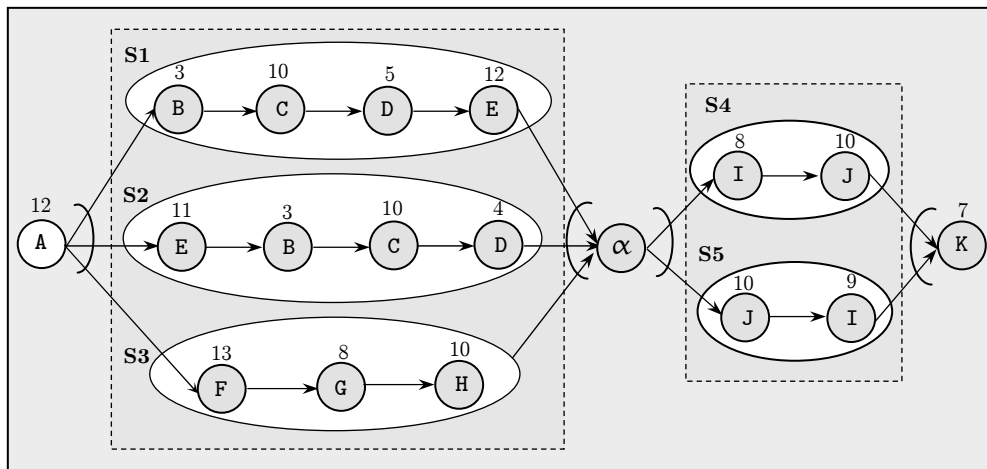 S1
3 10 5 12
B C D E
S2
11 3 10 4
E B C D
12
A
S3
13 8 10
F G H
α
S4
8 10
I J
S5
10 9
J I
7
K